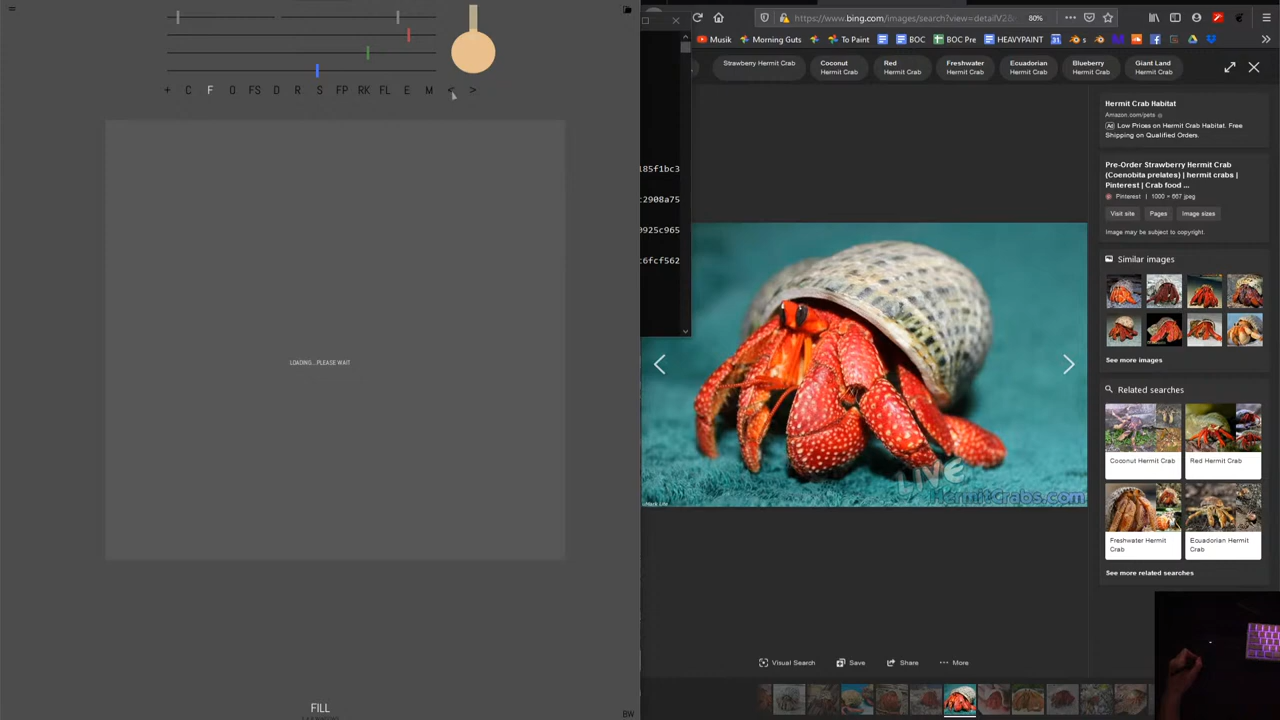 + C F O FS D R S FP RK FL E M < >
LOADING...PLEASE WAIT
FILL
BW
185f1bc3
2908a75
0925c965
6fcf562
https://www.bing.com/images/search?view=detailV2&
80%
Musik
Morning Guts
To Paint
BOC
BOC Pre
HEAVYPAINT
Strawberry Hermit Crab
Coconut
Hermit Crab
Red
Hermit Crab
Freshwater
Hermit Crab
Ecuadorian
Hermit Crab
Blueberry
Hermit Crab
Giant Land
Hermit Crab
LIVE
Hermitcrabs.com
Hermit Crab Habitat
Amazon.com/pets
Ad Low Prices on Hermit Crab Habitat. Free
Shipping on Qualified Orders.
Pre-Order Strawberry Hermit Crab
(Coenobita prelates) | hermit crabs |
Pinterest | Crab food ...
Pinterest | 1000 × 667 jpeg
Visit site
Pages
Image sizes
Image may be subject to copyright.
Similar images
See more images
Related searches
Coconut Hermit Crab
Red Hermit Crab
Freshwater Hermit
Crab
Ecuadorian Hermit
Crab
See more related searches
Visual Search
Save
Share
More